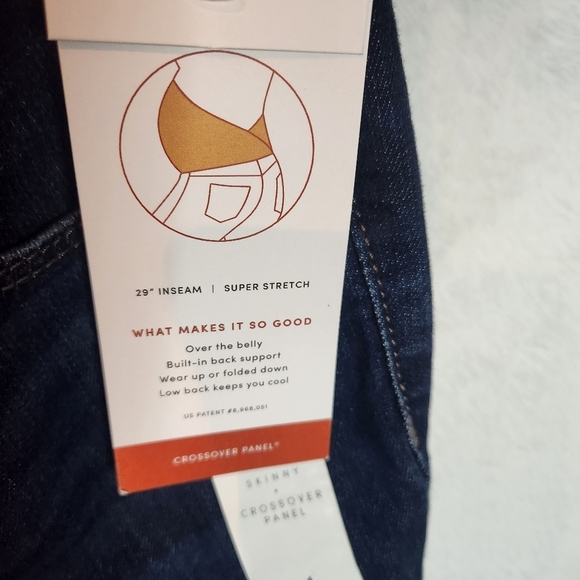 29" INSEAM | SUPER STRETCH
WHAT MAKES IT SO GOOD
Over the belly
Built-in back support
Wear up or folded down
Low back keeps you cool
US PATENT #6,968,051
CROSSOVER PANEL®
SKINNY
+
CROSSOVER
PANEL